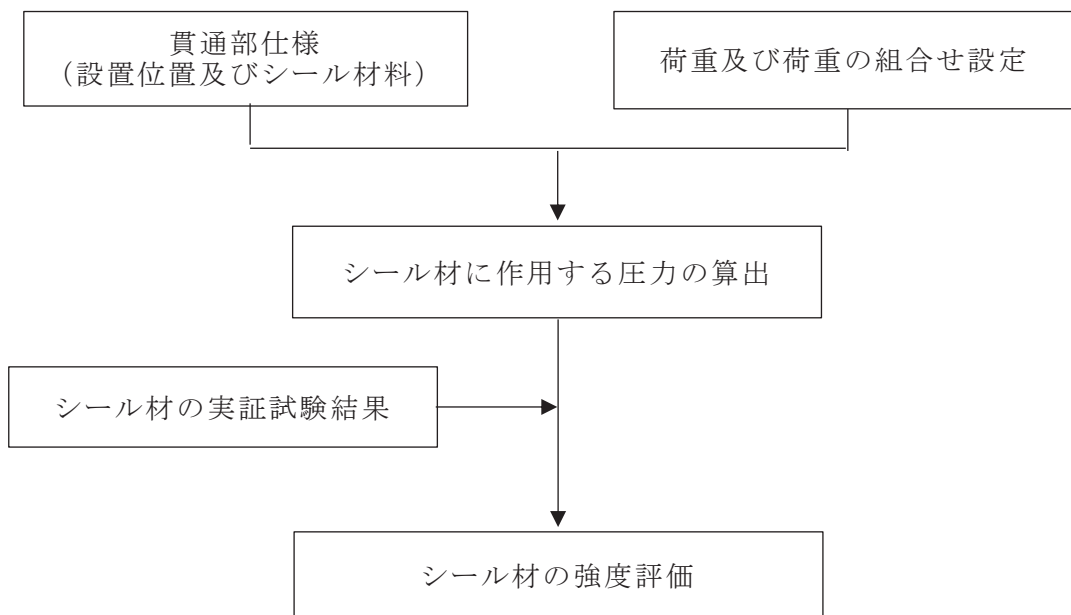 貫通部仕様
(設置位置及びシール材料)
荷重及び荷重の組合せ設定
シール材に作用する圧力の算出
シール材の実証試験結果
シール材の強度評価